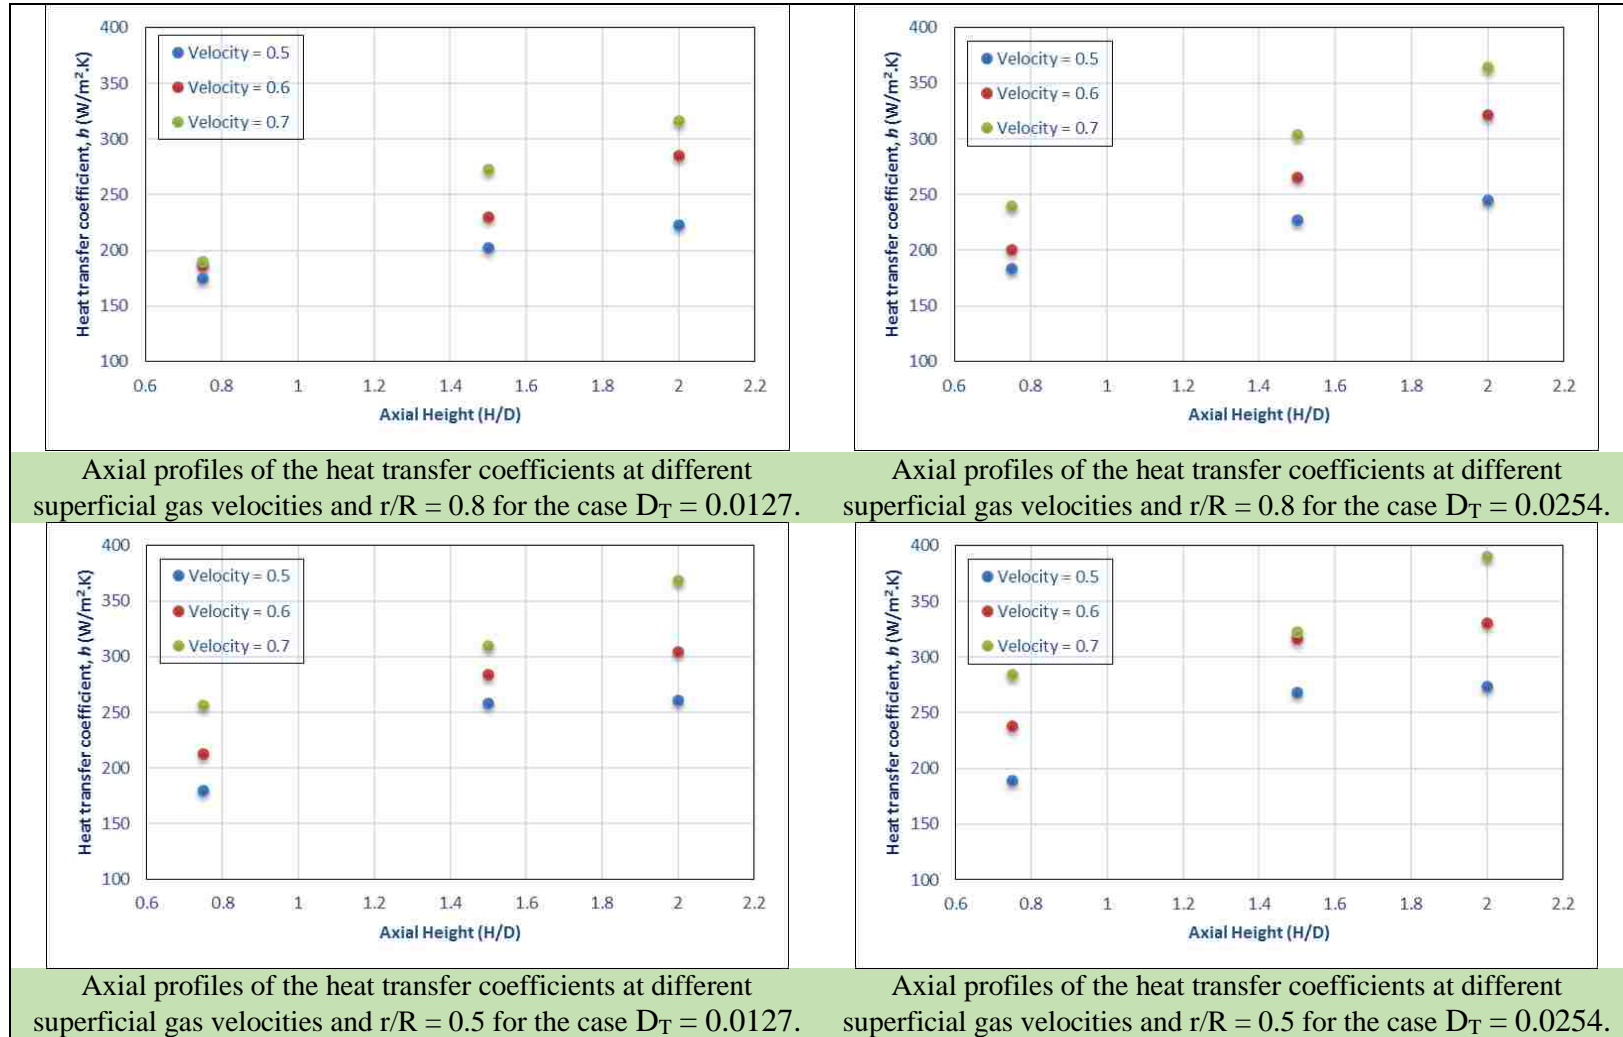 400
350
300
250
200
150
100
Heat transfer coefficient, h (W/m².K)
Velocity = 0.5
Velocity = 0.6
Velocity = 0.7
0.6 0.8 1 1.2 1.4 1.6 1.8 2 2.2
Axial Height (H/D)
Axial profiles of the heat transfer coefficients at different
superficial gas velocities and r/R = 0.8 for the case D_T = 0.0127.
400
350
300
250
200
150
100
Heat transfer coefficient, h (W/m².K)
Velocity = 0.5
Velocity = 0.6
Velocity = 0.7
0.6 0.8 1 1.2 1.4 1.6 1.8 2 2.2
Axial Height (H/D)
Axial profiles of the heat transfer coefficients at different
superficial gas velocities and r/R = 0.8 for the case D_T = 0.0254.
400
350
300
250
200
150
100
Heat transfer coefficient, h (W/m².K)
Velocity = 0.5
Velocity = 0.6
Velocity = 0.7
0.6 0.8 1 1.2 1.4 1.6 1.8 2 2.2
Axial Height (H/D)
Axial profiles of the heat transfer coefficients at different
superficial gas velocities and r/R = 0.5 for the case D_T = 0.0127.
400
350
300
250
200
150
100
Heat transfer coefficient, h (W/m².K)
Velocity = 0.5
Velocity = 0.6
Velocity = 0.7
0.6 0.8 1 1.2 1.4 1.6 1.8 2 2.2
Axial Height (H/D)
Axial profiles of the heat transfer coefficients at different
superficial gas velocities and r/R = 0.5 for the case D_T = 0.0254.